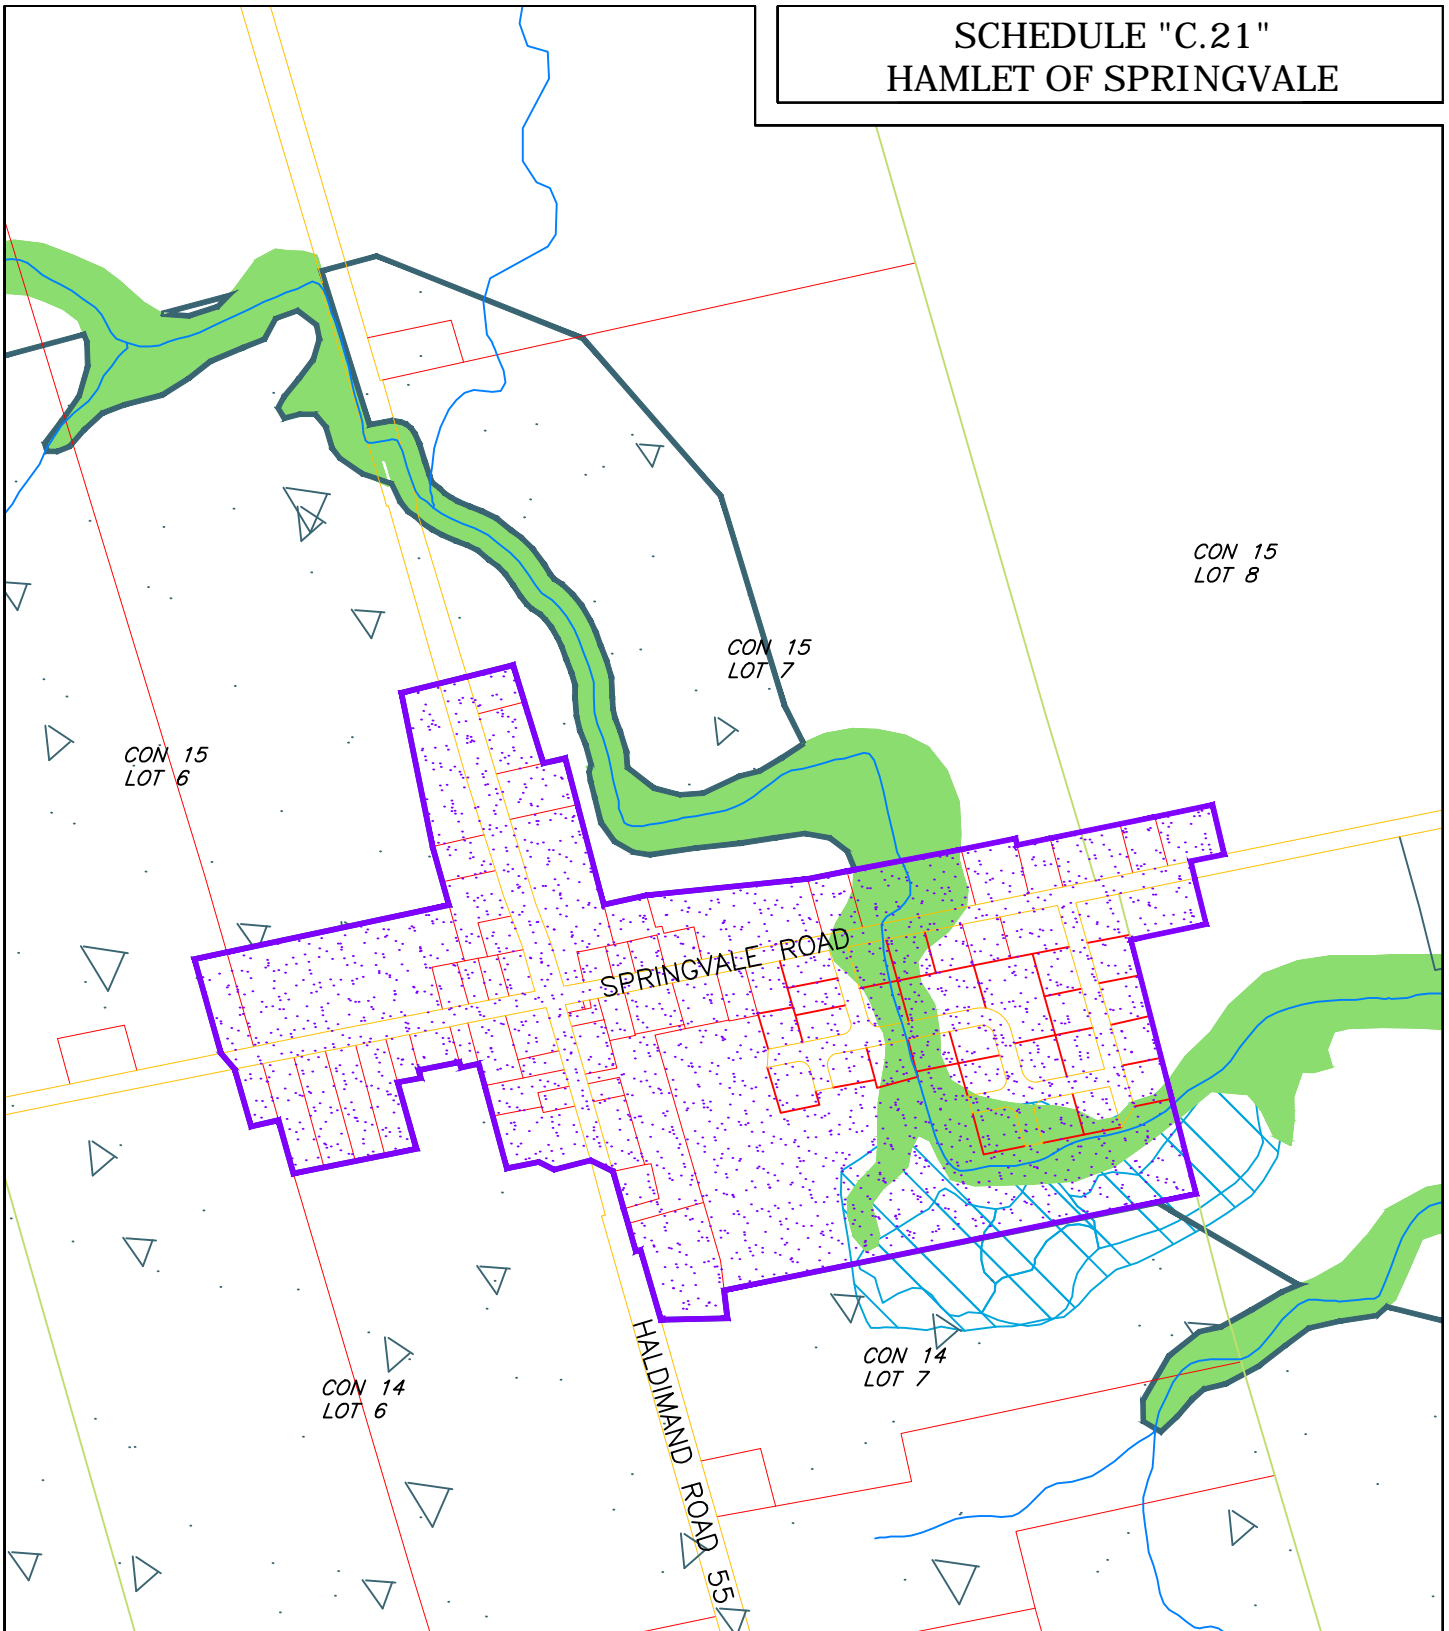 SCHEDULE "C.21"
HAMLET OF SPRINGVALE
CON 15
LOT 8
CON 15
LOT 7
CON 15
LOT 6
SPRINGVALE ROAD
HALDIMAND ROAD 55
CON 14
LOT 7
CON 14
LOT 6